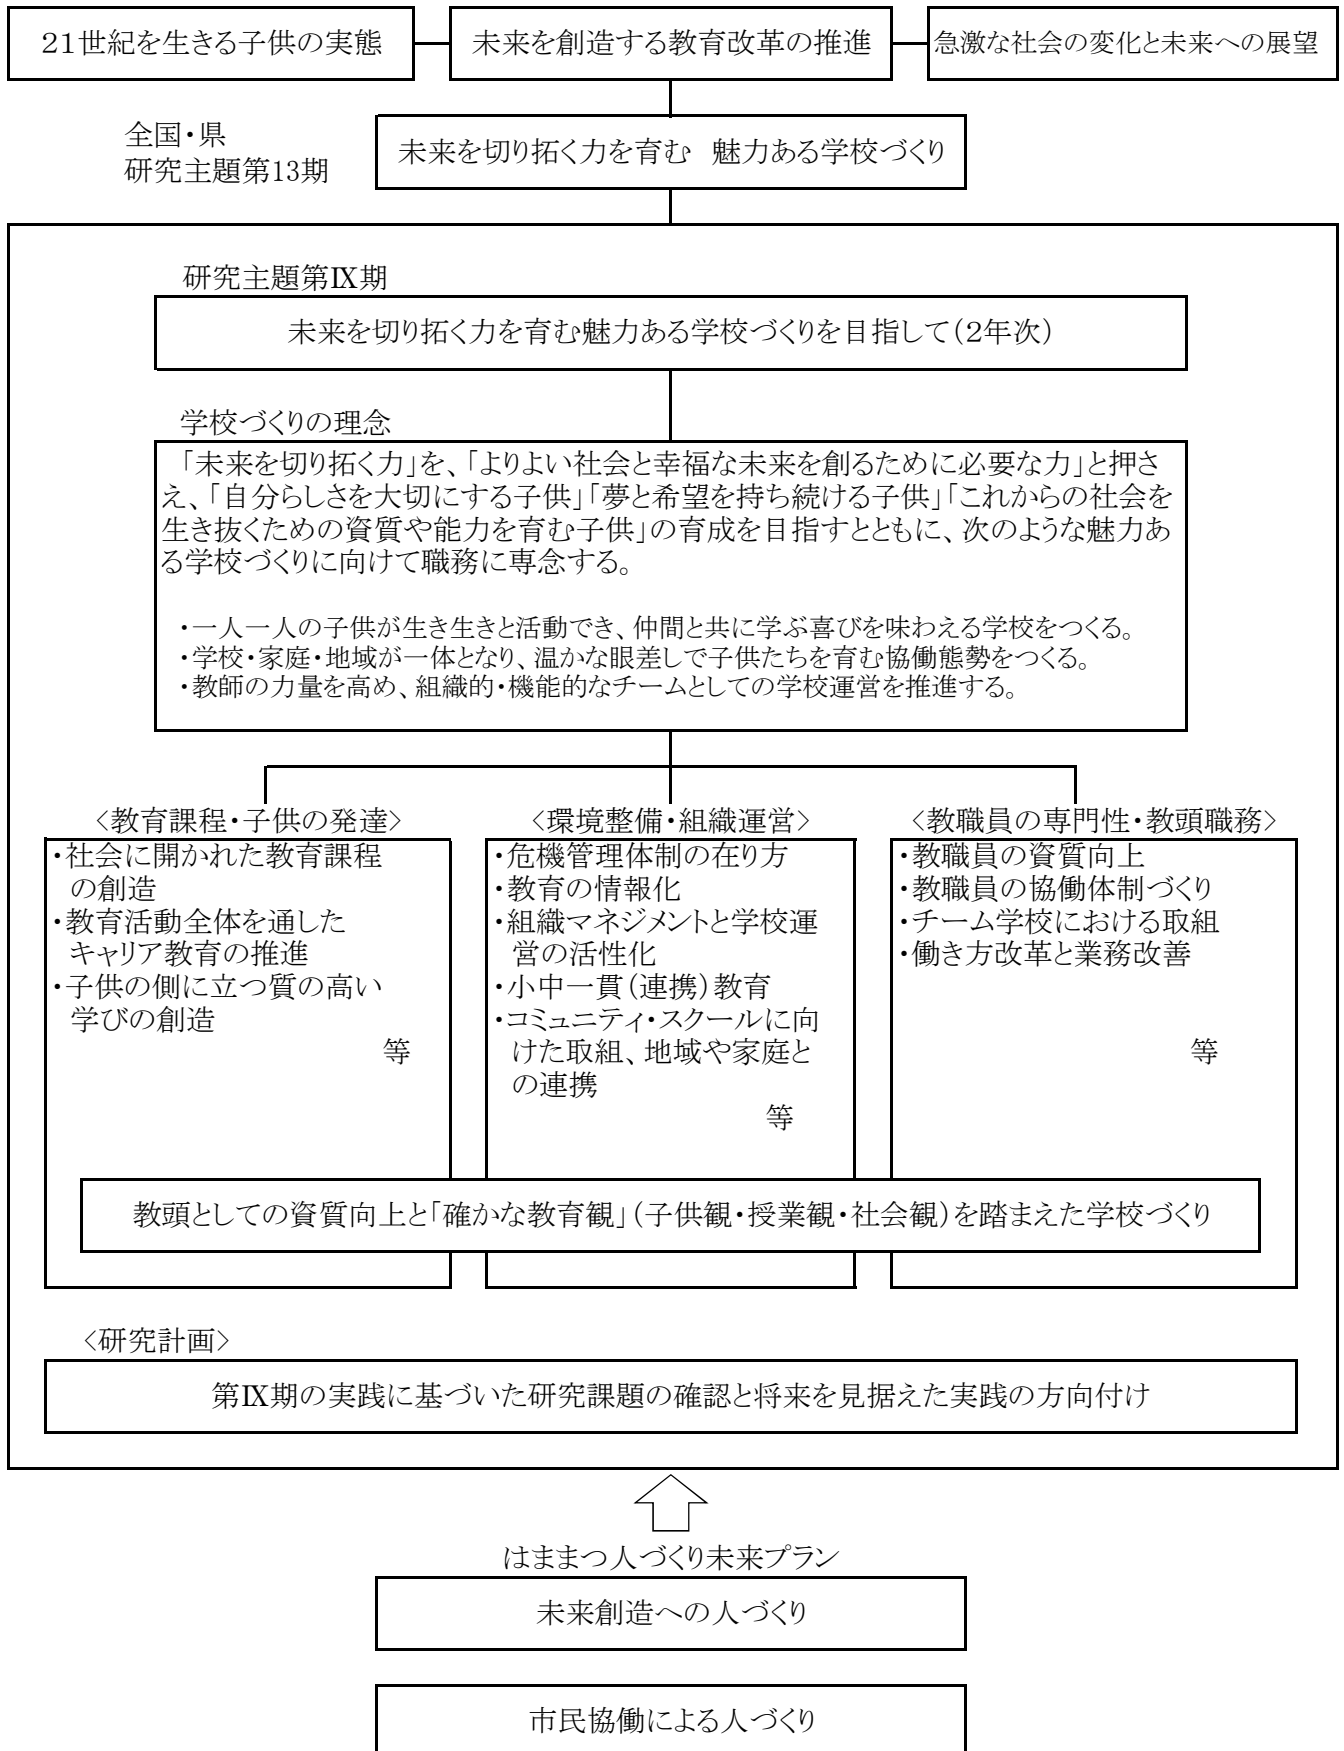 21世紀を生きる子供の実態
未来を創造する教育改革の推進
急激な社会の変化と未来への展望
全国・県
研究主題第13期
未来を切り拓く力を育む　魅力ある学校づくり
研究主題第Ⅸ期
未来を切り拓く力を育む魅力ある学校づくりを目指して(2年次)
学校づくりの理念
「未来を切り拓く力」を、「よりよい社会と幸福な未来を創るために必要な力」と押さ
え、「自分らしさを大切にする子供」「夢と希望を持ち続ける子供」「これからの社会を
生き抜くための資質や能力を育む子供」の育成を目指すとともに、次のような魅力あ
る学校づくりに向けて職務に専念する。
・一人一人の子供が生き生きと活動でき、仲間と共に学ぶ喜びを味わえる学校をつくる。
・学校・家庭・地域が一体となり、温かな眼差しで子供たちを育む協働態勢をつくる。
・教師の力量を高め、組織的・機能的なチームとしての学校運営を推進する。
<教育課程・子供の発達>
・社会に開かれた教育課程
の創造
・教育活動全体を通した
キャリア教育の推進
・子供の側に立つ質の高い
学びの創造
等
<環境整備・組織運営>
・危機管理体制の在り方
・教育の情報化
・組織マネジメントと学校運
営の活性化
・小中一貫(連携)教育
・コミュニティ・スクールに向
けた取組、地域や家庭と
の連携
等
<教職員の専門性・教頭職務>
・教職員の資質向上
・教職員の協働体制づくり
・チーム学校における取組
・働き方改革と業務改善
等
教頭としての資質向上と「確かな教育観」(子供観・授業観・社会観)を踏まえた学校づくり
<研究計画>
第Ⅸ期の実践に基づいた研究課題の確認と将来を見据えた実践の方向付け
はままつ人づくり未来プラン
未来創造への人づくり
市民協働による人づくり